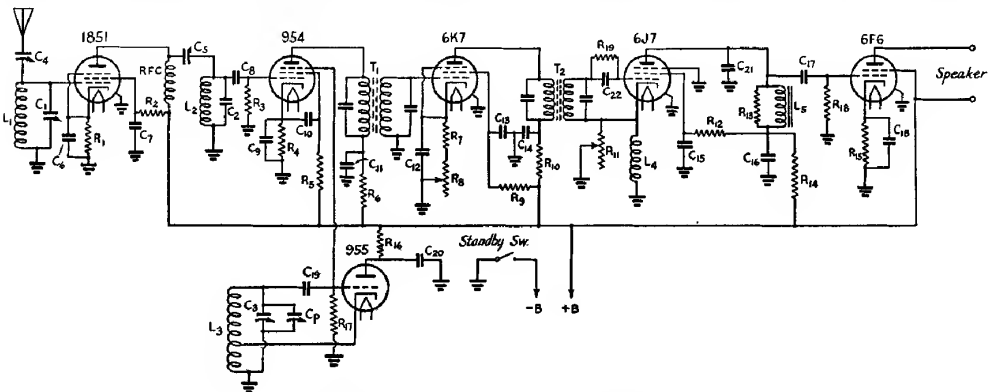 1851
954
6K7
6J7
6F6
C4
C5
RFC
C8
T1
T2
R19
C21
C17
Speaker
L1
C1
R2
L2
C2
R3
C10
C22
R13
L5
R18
C6
R1
C7
C9
R4
R5
C11
R6
C12
R7
R8
C13
C14
R10
R9
R11
L4
C15
R12
C16
R14
R15
C18
955
R16
C20
Standby Sw.
C19
L3
C3
CP
R17
-B
+B